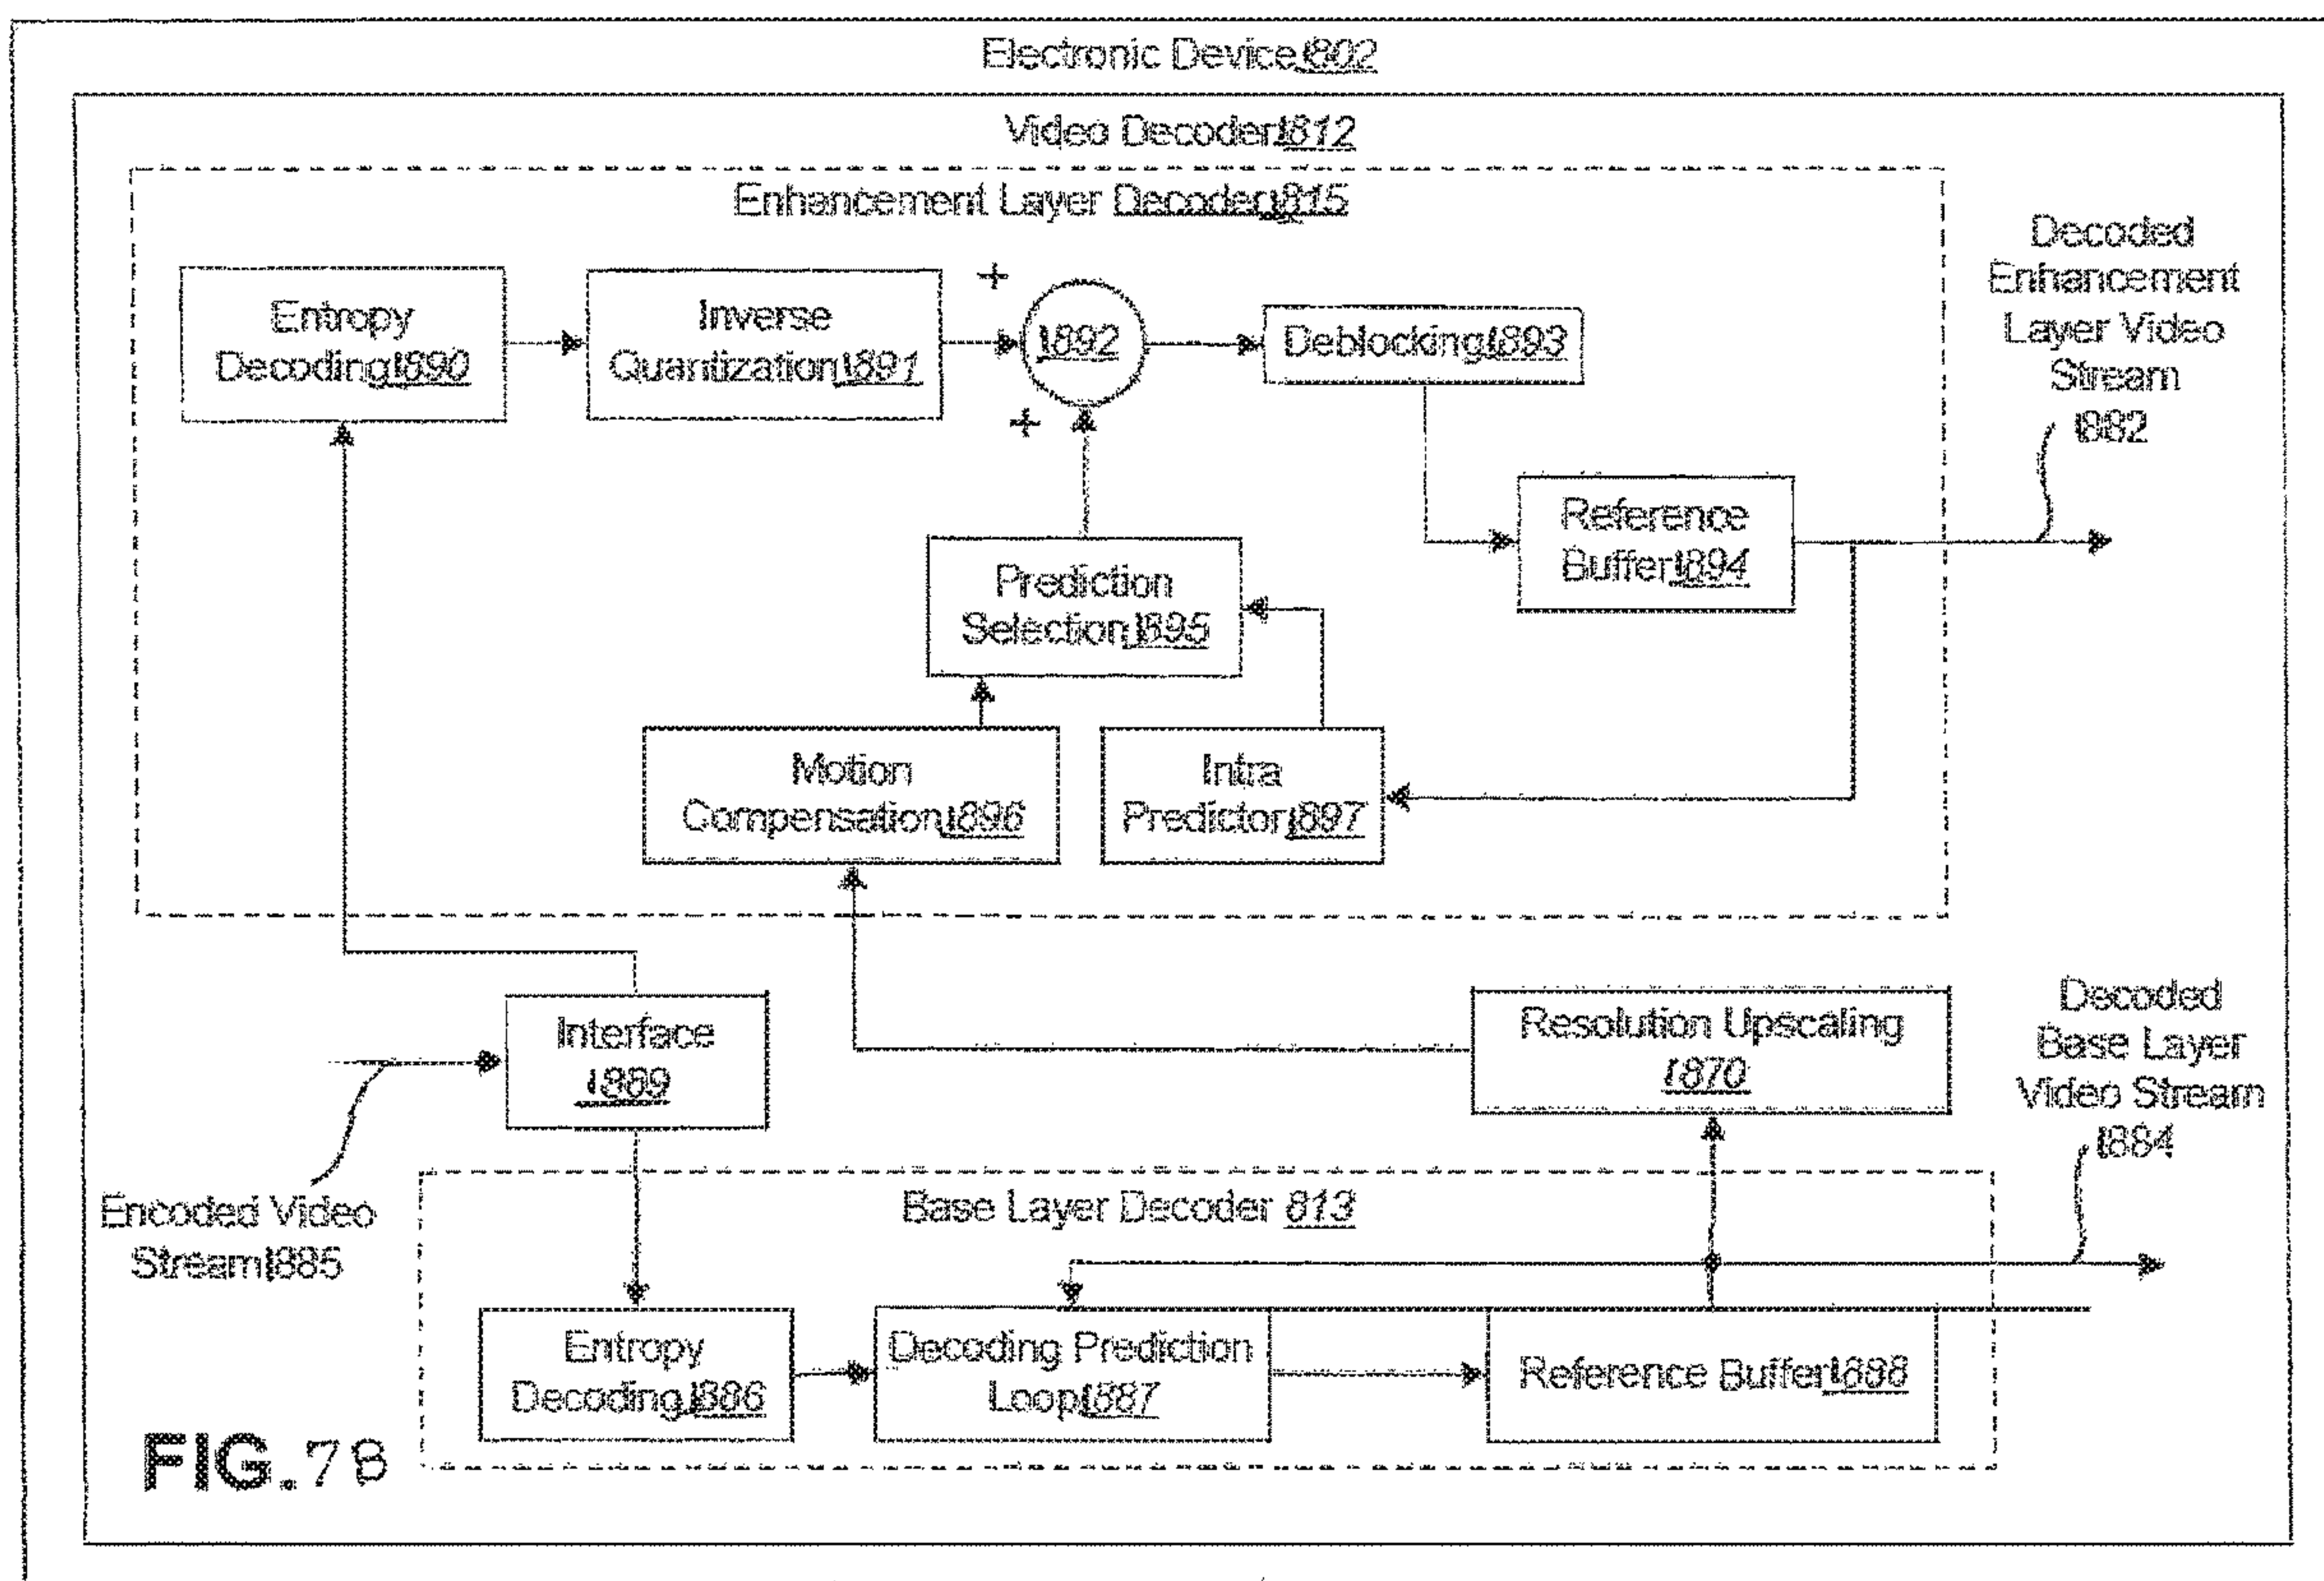 Electronic Device 1802
Video Decoder 1812
Enhancement Layer Decoder 1815
Entropy
Decoding 1890
Inverse
Quantization 1891
+
1892
+
Deblocking 1893
Decoded
Enhancement
Layer Video
Stream
1882
Reference
Buffer 1894
Prediction
Selection 1895
Motion
Compensation 1896
Intra
Predictor 1897
Interface
1889
Resolution Upscaling
1870
Decoded
Base Layer
Video Stream
1884
Encoded Video
Stream 1885
Base Layer Decoder 813
Entropy
Decoding 1886
Decoding Prediction
Loop 1887
Reference Buffer 1888
FIG. 78